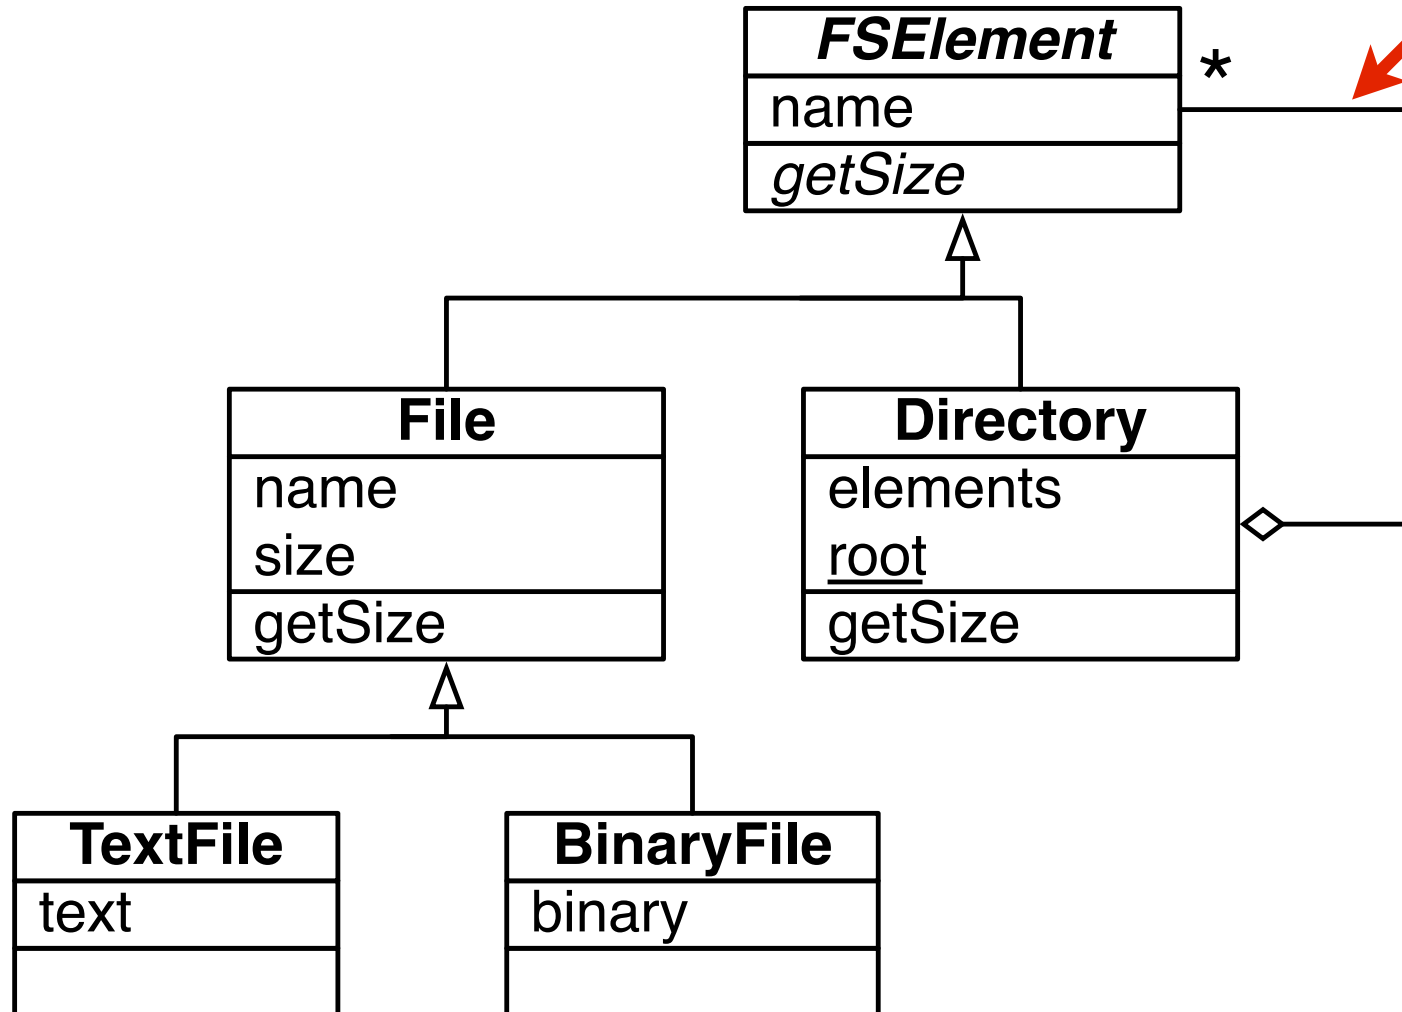 FSElement
*
name
getSize
File
name
size
getSize
Directory
elements
root
getSize
TextFile
text
BinaryFile
binary